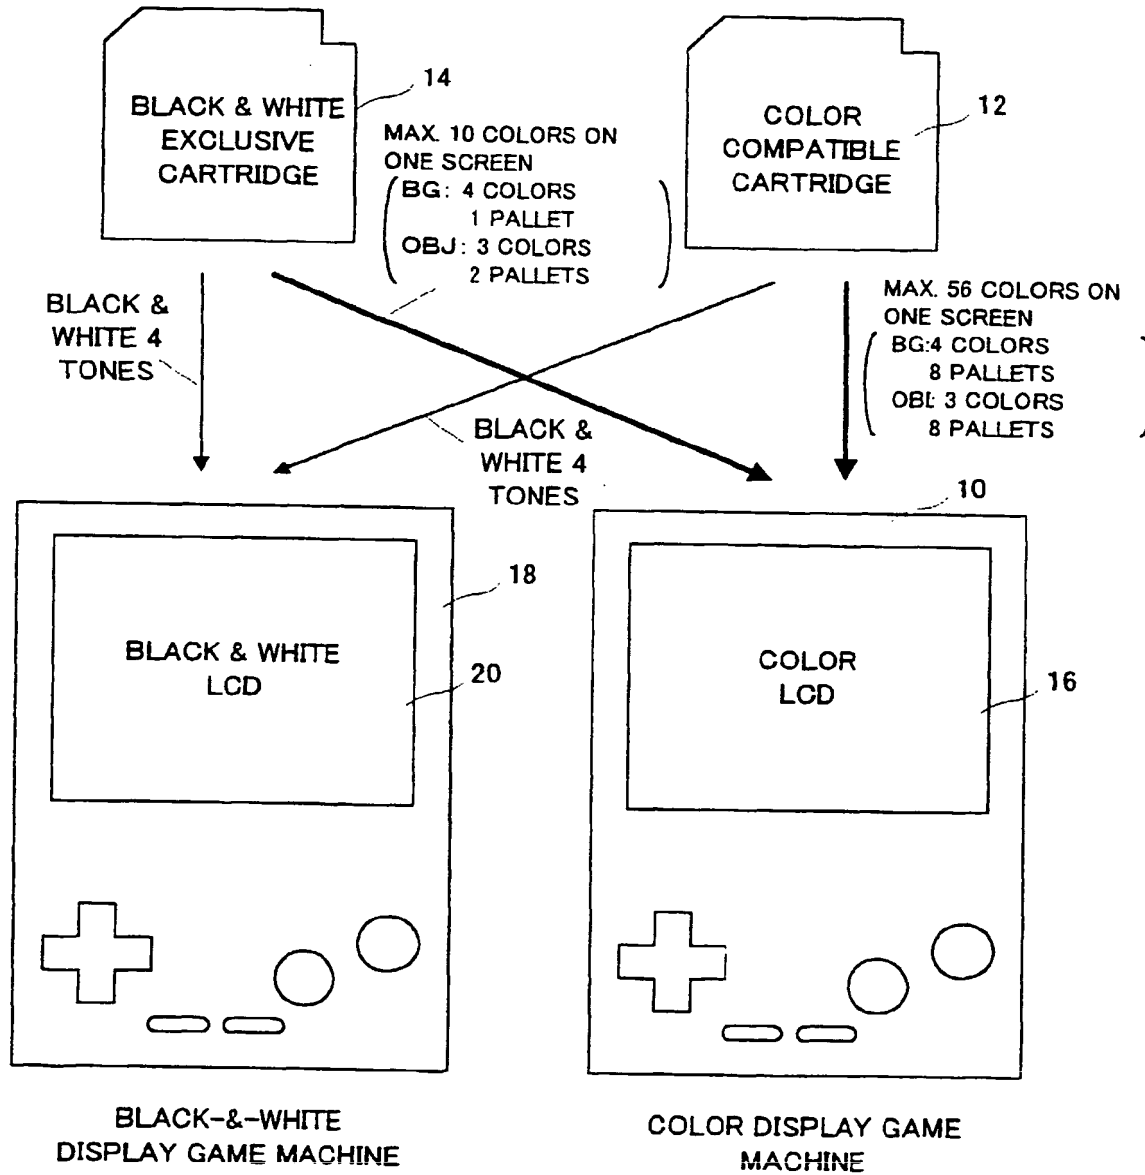 BLACK & WHITE
EXCLUSIVE
CARTRIDGE
14
MAX. 10 COLORS ON
ONE SCREEN
BG: 4 COLORS
1 PALLET
OBJ: 3 COLORS
2 PALLETS
COLOR
COMPATIBLE
CARTRIDGE
12
BLACK &
WHITE 4
TONES
MAX. 56 COLORS ON
ONE SCREEN
BG:4 COLORS
8 PALLETS
OBI: 3 COLORS
8 PALLETS
BLACK &
WHITE 4
TONES
10
18
BLACK & WHITE
LCD
20
COLOR
LCD
16
BLACK-&-WHITE
DISPLAY GAME MACHINE
COLOR DISPLAY GAME
MACHINE